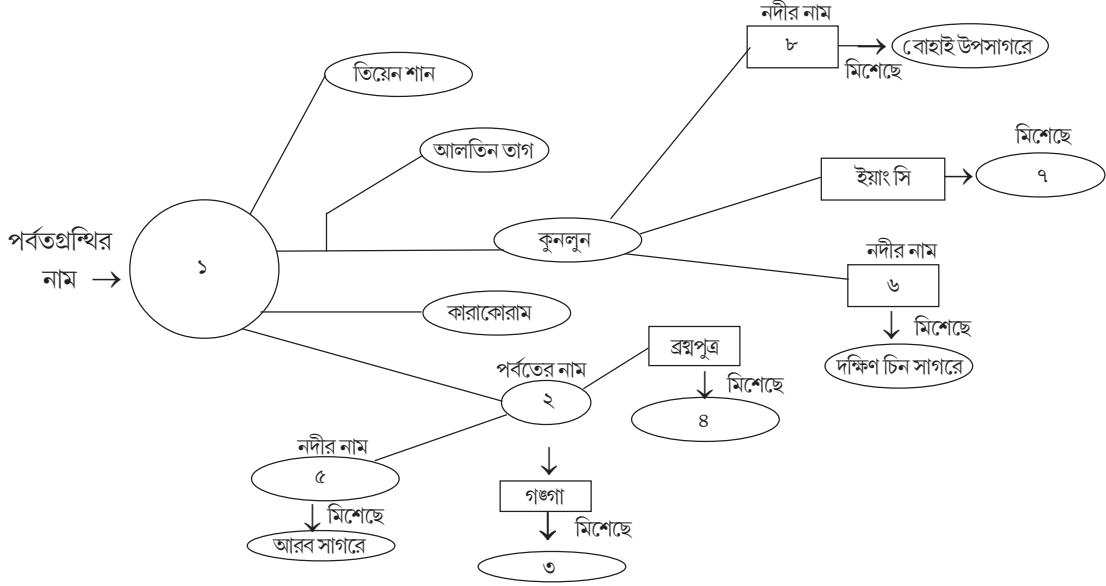 নদীর নাম
৮
মিশেছে
বোহাই উপসাগরে
তিয়েন শান
আলতিন তাগ
মিশেছে
ইয়াং সি
৭
পর্বতগ্রন্থির
নাম
১
কুনলুন
নদীর নাম
৬
মিশেছে
দক্ষিণ চিন সাগরে
কারাকোরাম
পর্বতের নাম
২
ব্রহ্মপুত্র
মিশেছে
৪
নদীর নাম
৫
মিশেছে
আরব সাগরে
গঙ্গা
মিশেছে
৩